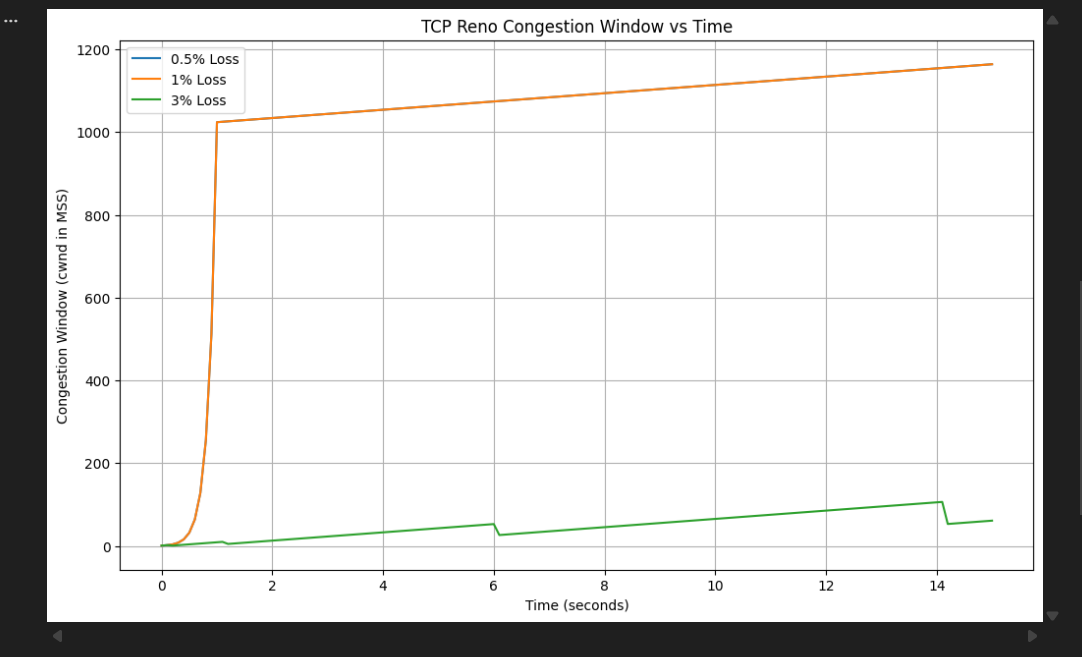 ...
TCP Reno Congestion Window vs Time
0.5% Loss
1% Loss
3% Loss
Congestion Window (cwnd in MSS)
1200
1000
800
600
400
200
0
0 2 4 6 8 10 12 14
Time (seconds)